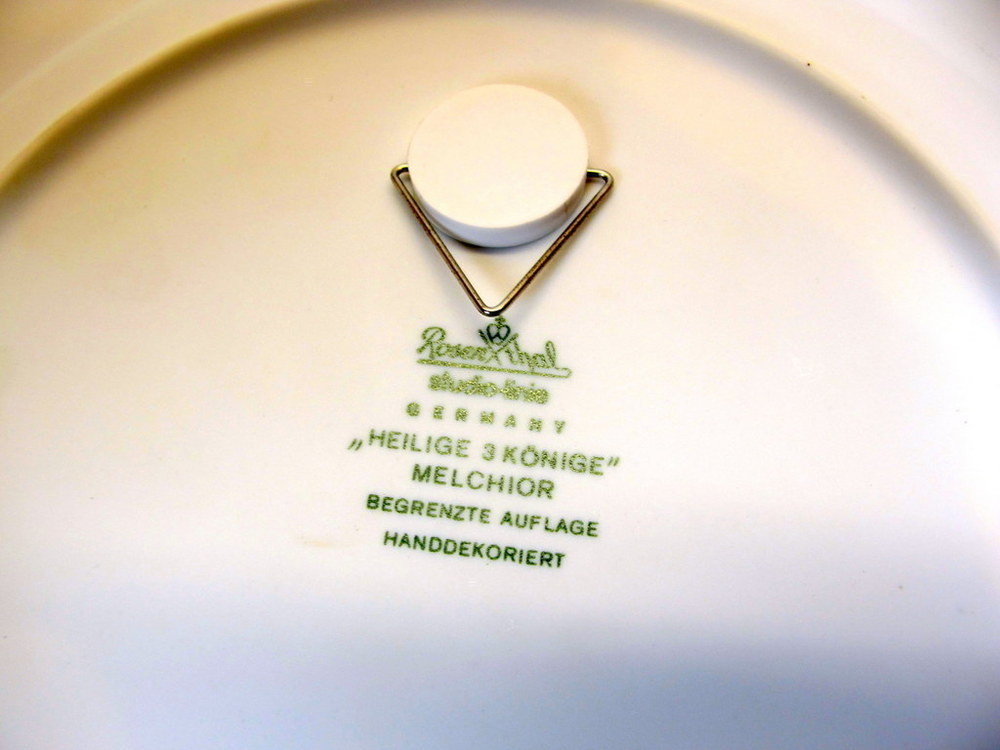 Rosenthal
studio-linie
GERMANY
„HEILIGE 3 KÖNIGE”
MELCHIOR
BEGRENZTE AUFLAGE
HANDDEKORIERT